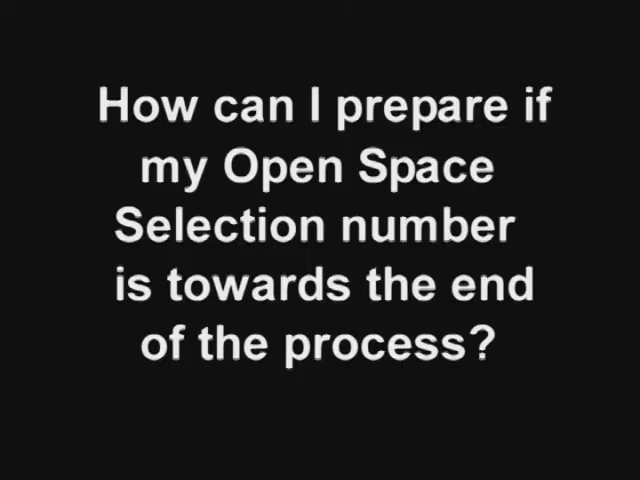 How can I prepare if
my Open Space
Selection number
is towards the end
of the process?